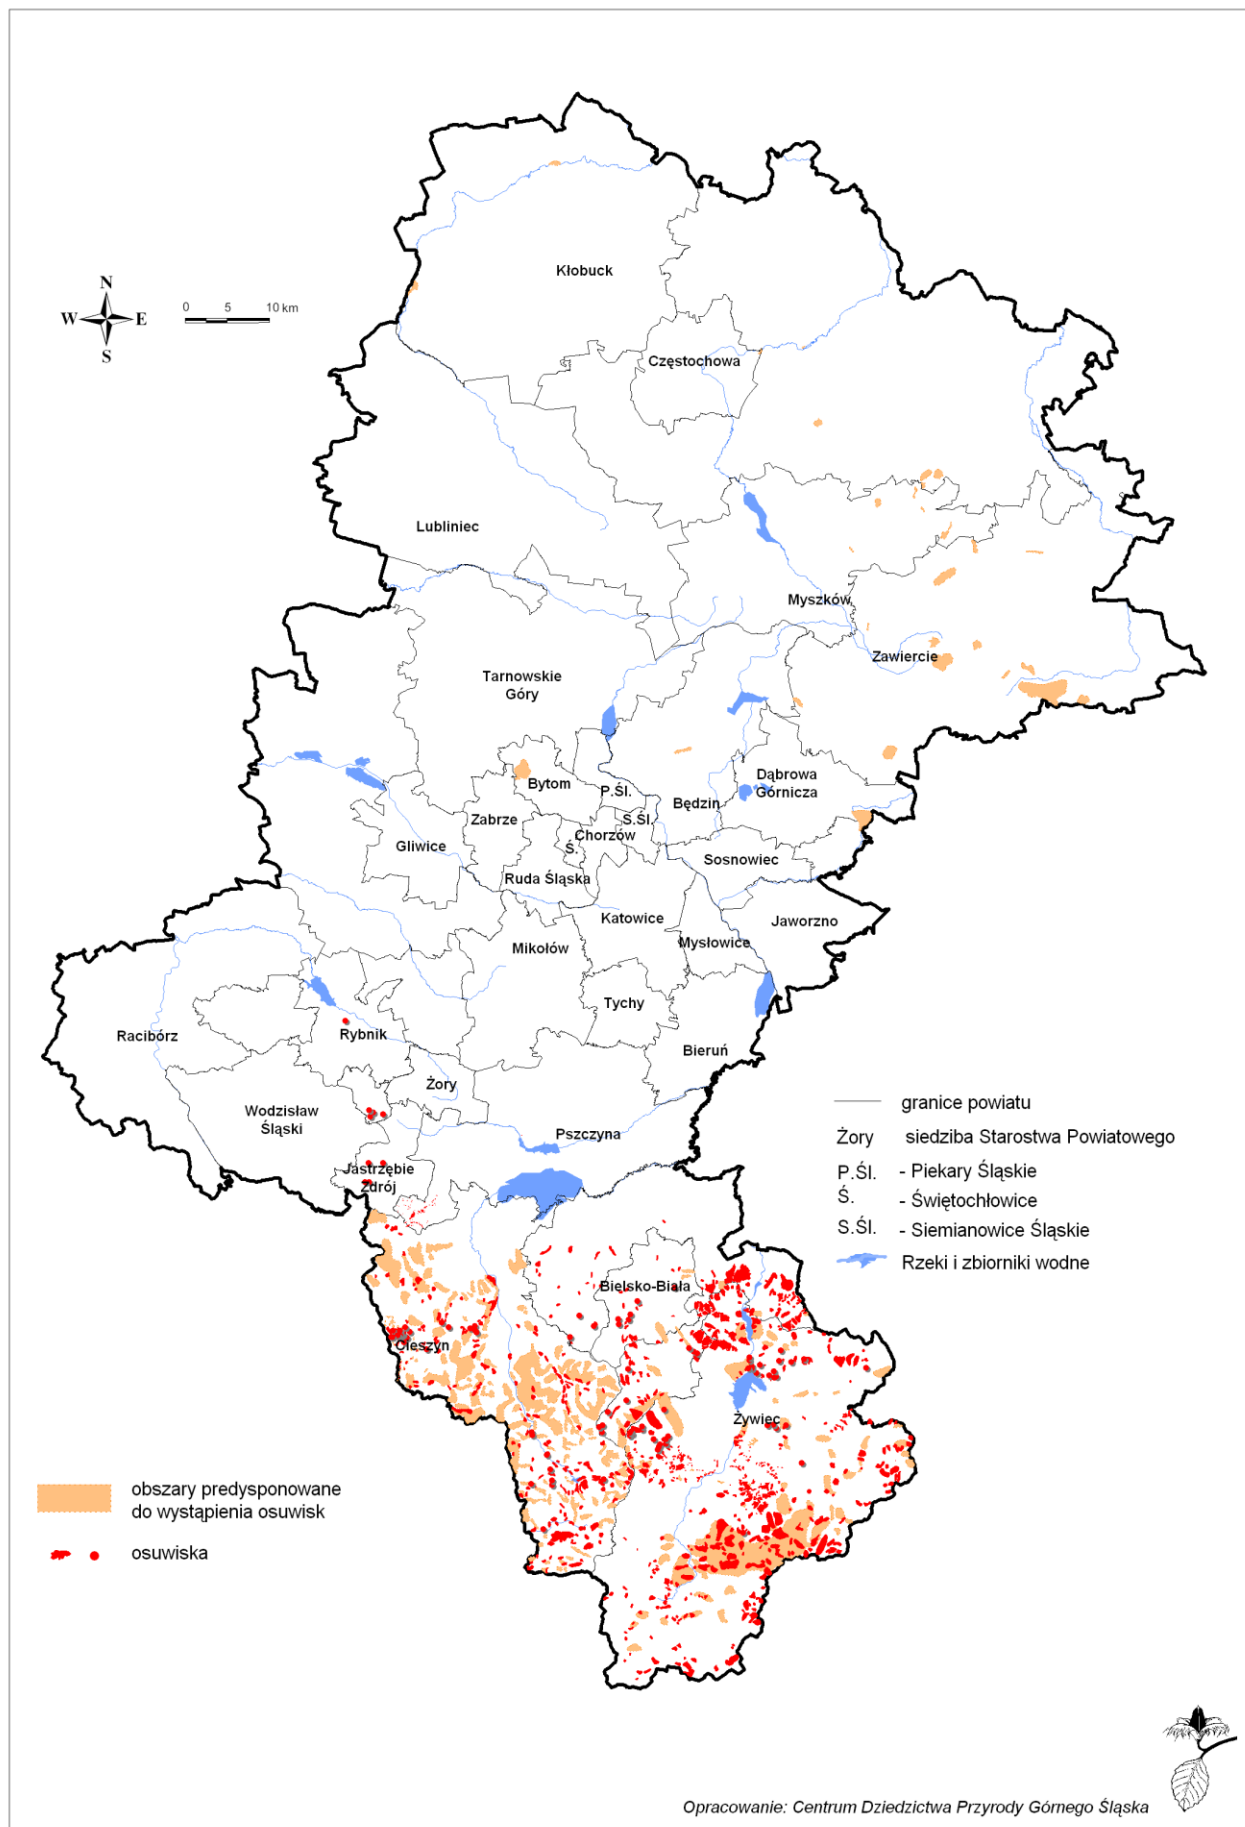 Kłobuck
N
W E
S
0 5 10 km
Częstochowa
Lubliniec
Myszków
Zawiercie
Tarnowskie
Góry
Bytom
P.Śl.
Dąbrowa
Górnicza
Będzin
Zabrze
S.Śl.
Chorzów
Gliwice
Ś.
Sosnowiec
Ruda Śląska
Katowice
Jaworzno
Mikołów
Mysłowice
Tychy
Racibórz
Rybnik
Bieruń
Żory
Wodzisław
Śląski
Pszczyna
Jastrzębie
Zdrój
granice powiatu
Żory siedziba Starostwa Powiatowego
P.Śl. - Piekary Śląskie
Ś. - Świętochłowice
S.Śl. - Siemianowice Śląskie
Rzeki i zbiorniki wodne
Bielsko-Biała
Cieszyn
Żywiec
obszary predysponowane
do wystąpienia osuwisk
osuwiska
Opracowanie: Centrum Dziedzictwa Przyrody Górnego Śląska